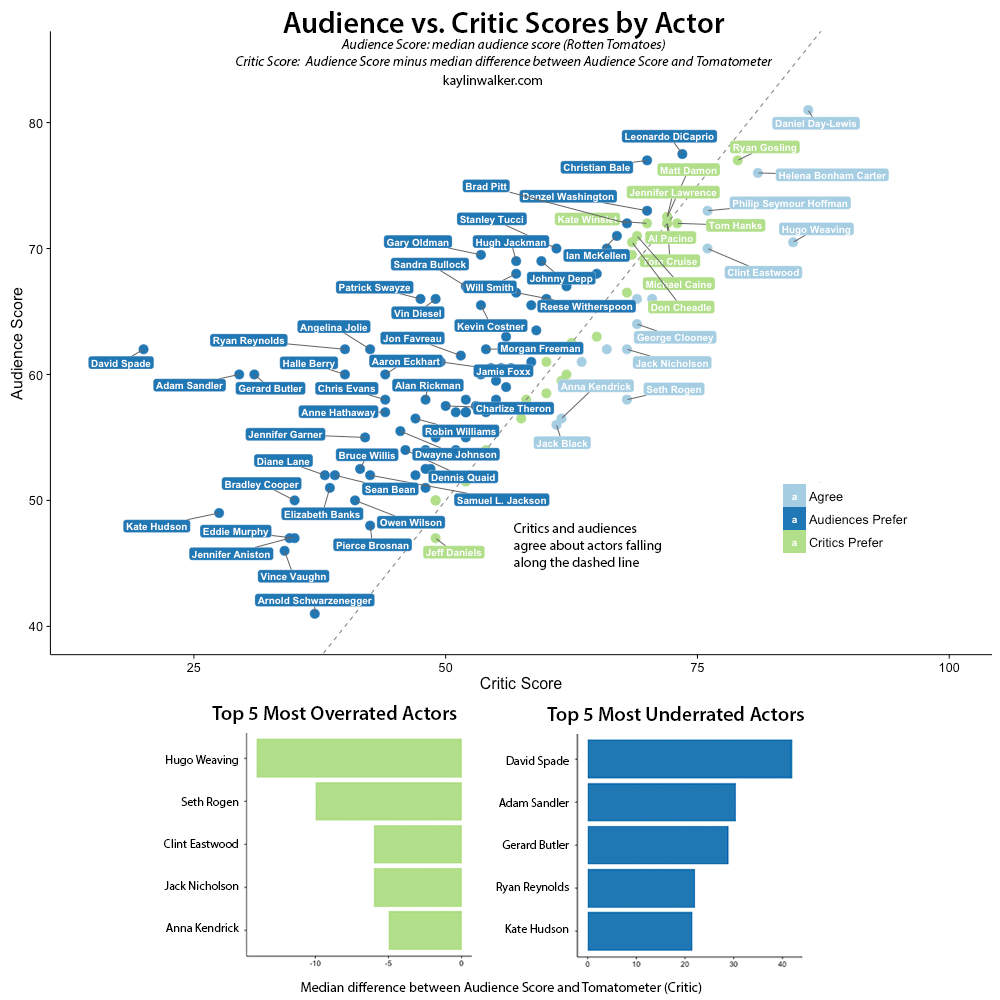 Audience vs. Critic Scores by Actor
Audience Score: median audience score (Rotten Tomatoes)
Critic Score: Audience Score minus median difference between Audience Score and Tomatometer
kaylinwalker.com
Audience Score
80
70
60
50
40
Daniel Day-Lewis
Leonardo DiCaprio
Ryan Gosling
Christian Bale
Matt Damon
Helena Bonham Carter
Brad Pitt
Denzel Washington
Jennifer Lawrence
Philip Seymour Hoffman
Stanley Tucci
Kate Winslet
Tom Hanks
Hugo Weaving
Gary Oldman
Hugh Jackman
Al Pacino
Ian McKellen
Tom Cruise
Sandra Bullock
Clint Eastwood
Johnny Depp
Patrick Swayze
Will Smith
Michael Caine
Vin Diesel
Reese Witherspoon
Don Cheadle
Angelina Jolie
Kevin Costner
Ryan Reynolds
Jon Favreau
George Clooney
David Spade
Halle Berry
Aaron Eckhart
Morgan Freeman
Jack Nicholson
Jamie Foxx
Adam Sandler
Gerard Butler
Chris Evans
Alan Rickman
Anna Kendrick
Seth Rogen
Anne Hathaway
Charlize Theron
Jennifer Garner
Robin Williams
Jack Black
Diane Lane
Bruce Willis
Dwayne Johnson
Bradley Cooper
Sean Bean
Dennis Quaid
Elizabeth Banks
Samuel L. Jackson
Kate Hudson
Eddie Murphy
Owen Wilson
Jennifer Aniston
Pierce Brosnan
Jeff Daniels
Vince Vaughn
Arnold Schwarzenegger
a Agree
a Audiences Prefer
a Critics Prefer
Critics and audiences
agree about actors falling
along the dashed line
25 50 75 100
Critic Score
Top 5 Most Overrated Actors
Hugo Weaving
Seth Rogen
Clint Eastwood
Jack Nicholson
Anna Kendrick
-10 -5 0
Top 5 Most Underrated Actors
David Spade
Adam Sandler
Gerard Butler
Ryan Reynolds
Kate Hudson
0 10 20 30 40
Median difference between Audience Score and Tomatometer (Critic)